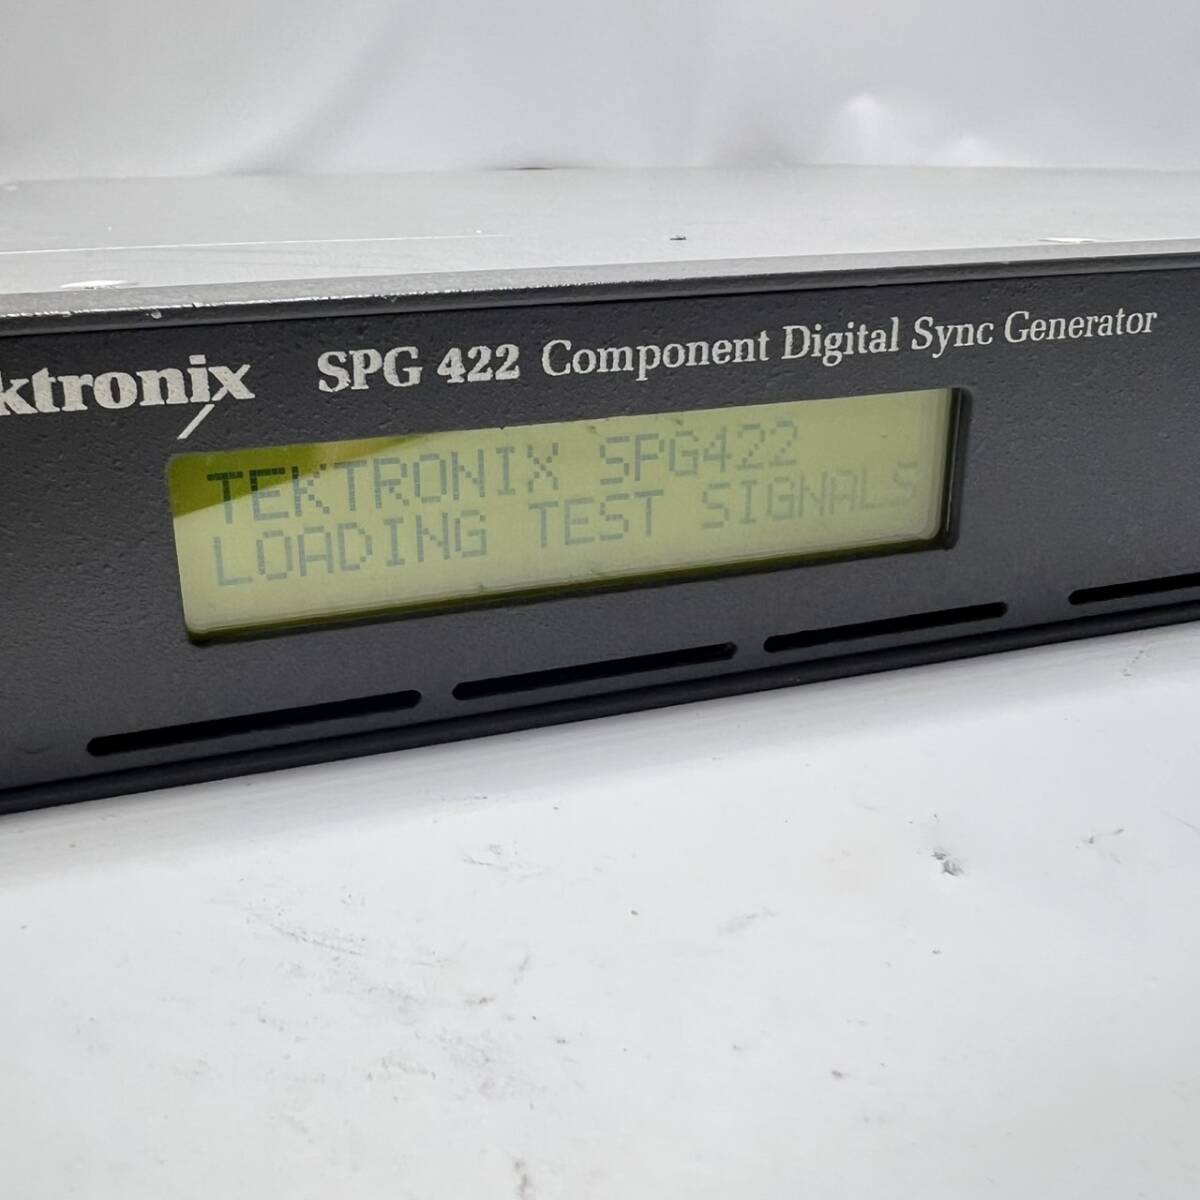 ktronix SPG 422 Component Digital Sync Generator
TEKTRONIX SPG422
LOADING TEST SIGNALS